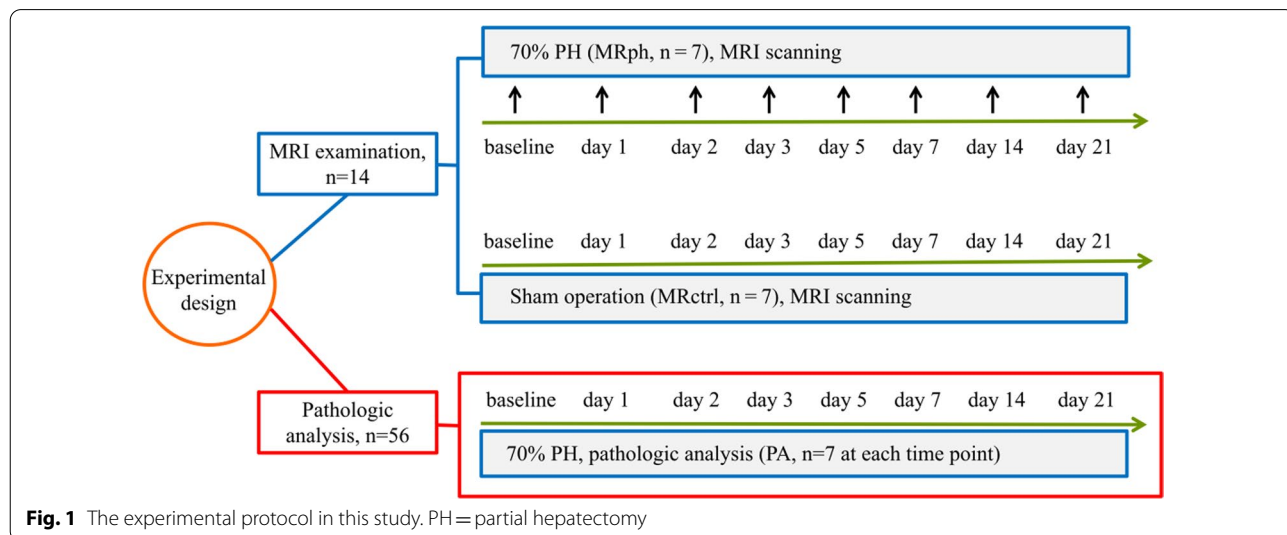 70% PH (MRph, n = 7), MRI scanning
baseline day 1 day 2 day 3 day 5 day 7 day 14 day 21
MRI examination,
n=14
baseline day 1 day 2 day 3 day 5 day 7 day 14 day 21
Sham operation (MRctrl, n = 7), MRI scanning
Experimental
design
baseline day 1 day 2 day 3 day 5 day 7 day 14 day 21
Pathologic
analysis, n=56
70% PH, pathologic analysis (PA, n=7 at each time point)
Fig. 1 The experimental protocol in this study. PH = partial hepatectomy